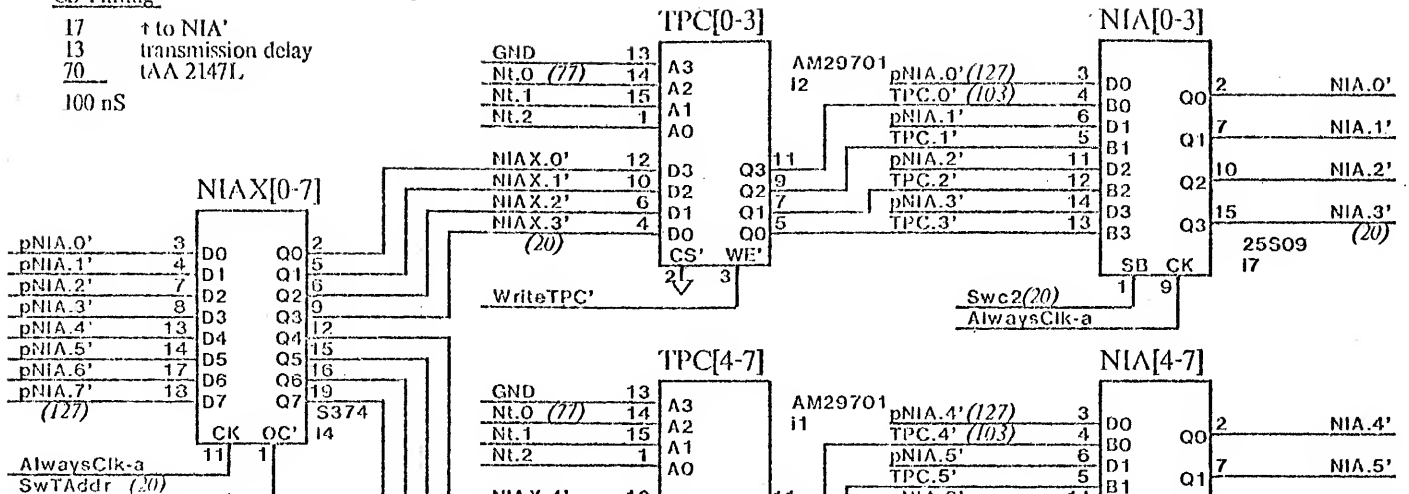 17 ↑ to NIA'
13 transmission delay
70 tAA 2147L
100 nS
NIAX[0-7]
pNIA.0' 3 D0 Q0 2
pNIA.1' 4 D1 Q1 5
pNIA.2' 7 D2 Q2 6
pNIA.3' 8 D3 Q3 9
pNIA.4' 13 D4 Q4 12
pNIA.5' 14 D5 Q5 15
pNIA.6' 17 D6 Q6 16
pNIA.7' 18 D7 Q7 19
(127)
S374
I4
CK OC'
11 1
AlwaysClk-a
SwTAddr (20)
TPC[0-3]
GND 13 A3
Nt.0 (77) 14 A2
Nt.1 15 A1
Nt.2 1 A0
AM29701
I2
NIAX.0' 12 D3 Q3 11
NIAX.1' 10 D2 Q2 9
NIAX.2' 6 D1 Q1 7
NIAX.3' 4 D0 Q0 5
(20)
CS' WE'
2 3
WriteTPC'
NIA[0-3]
pNIA.0' (127) 3 D0 Q0 2 NIA.0'
TPC.0' (103) 4 B0
pNIA.1' 6 D1 Q1 7 NIA.1'
TPC.1' 5 B1
pNIA.2' 11 D2 Q2 10 NIA.2'
TPC.2' 12 B2
pNIA.3' 14 D3 Q3 15 NIA.3'
TPC.3' 13 B3
(20)
25S09
I7
SB CK
1 9
Swc2(20)
AlwaysClk-a
TPC[4-7]
GND 13 A3
Nt.0 (77) 14 A2
Nt.1 15 A1
Nt.2 1 A0
AM29701
i1
NIA[4-7]
pNIA.4' (127) 3 D0 Q0 2 NIA.4'
TPC.4' (103) 4 B0
pNIA.5' 6 D1 Q1 7 NIA.5'
TPC.5' 5 B1